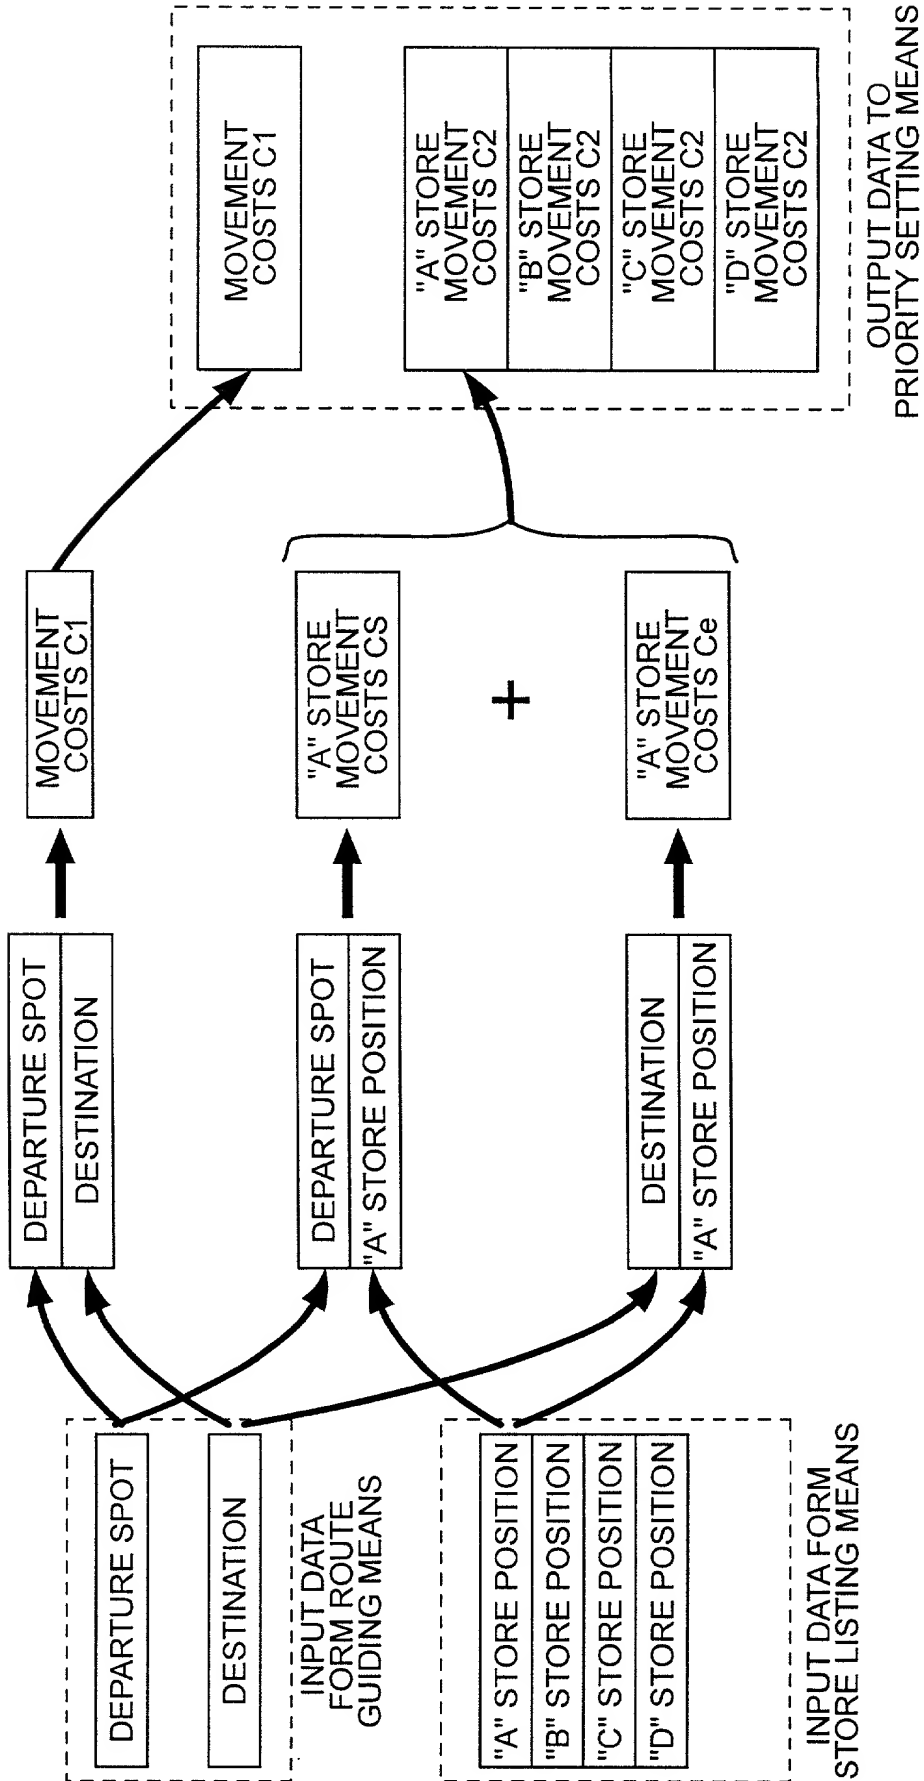 DEPARTURE SPOT
DESTINATION
INPUT DATA
FORM ROUTE
GUIDING MEANS
"A" STORE POSITION
"B" STORE POSITION
"C" STORE POSITION
"D" STORE POSITION
INPUT DATA FORM
STORE LISTING MEANS
DEPARTURE SPOT
DESTINATION
DEPARTURE SPOT
"A" STORE POSITION
DESTINATION
"A" STORE POSITION
MOVEMENT
COSTS C1
"A" STORE
MOVEMENT
COSTS CS
+
"A" STORE
MOVEMENT
COSTS Ce
MOVEMENT
COSTS C1
"A" STORE
MOVEMENT
COSTS C2
"B" STORE
MOVEMENT
COSTS C2
"C" STORE
MOVEMENT
COSTS C2
"D" STORE
MOVEMENT
COSTS C2
OUTPUT DATA TO
PRIORITY SETTING MEANS